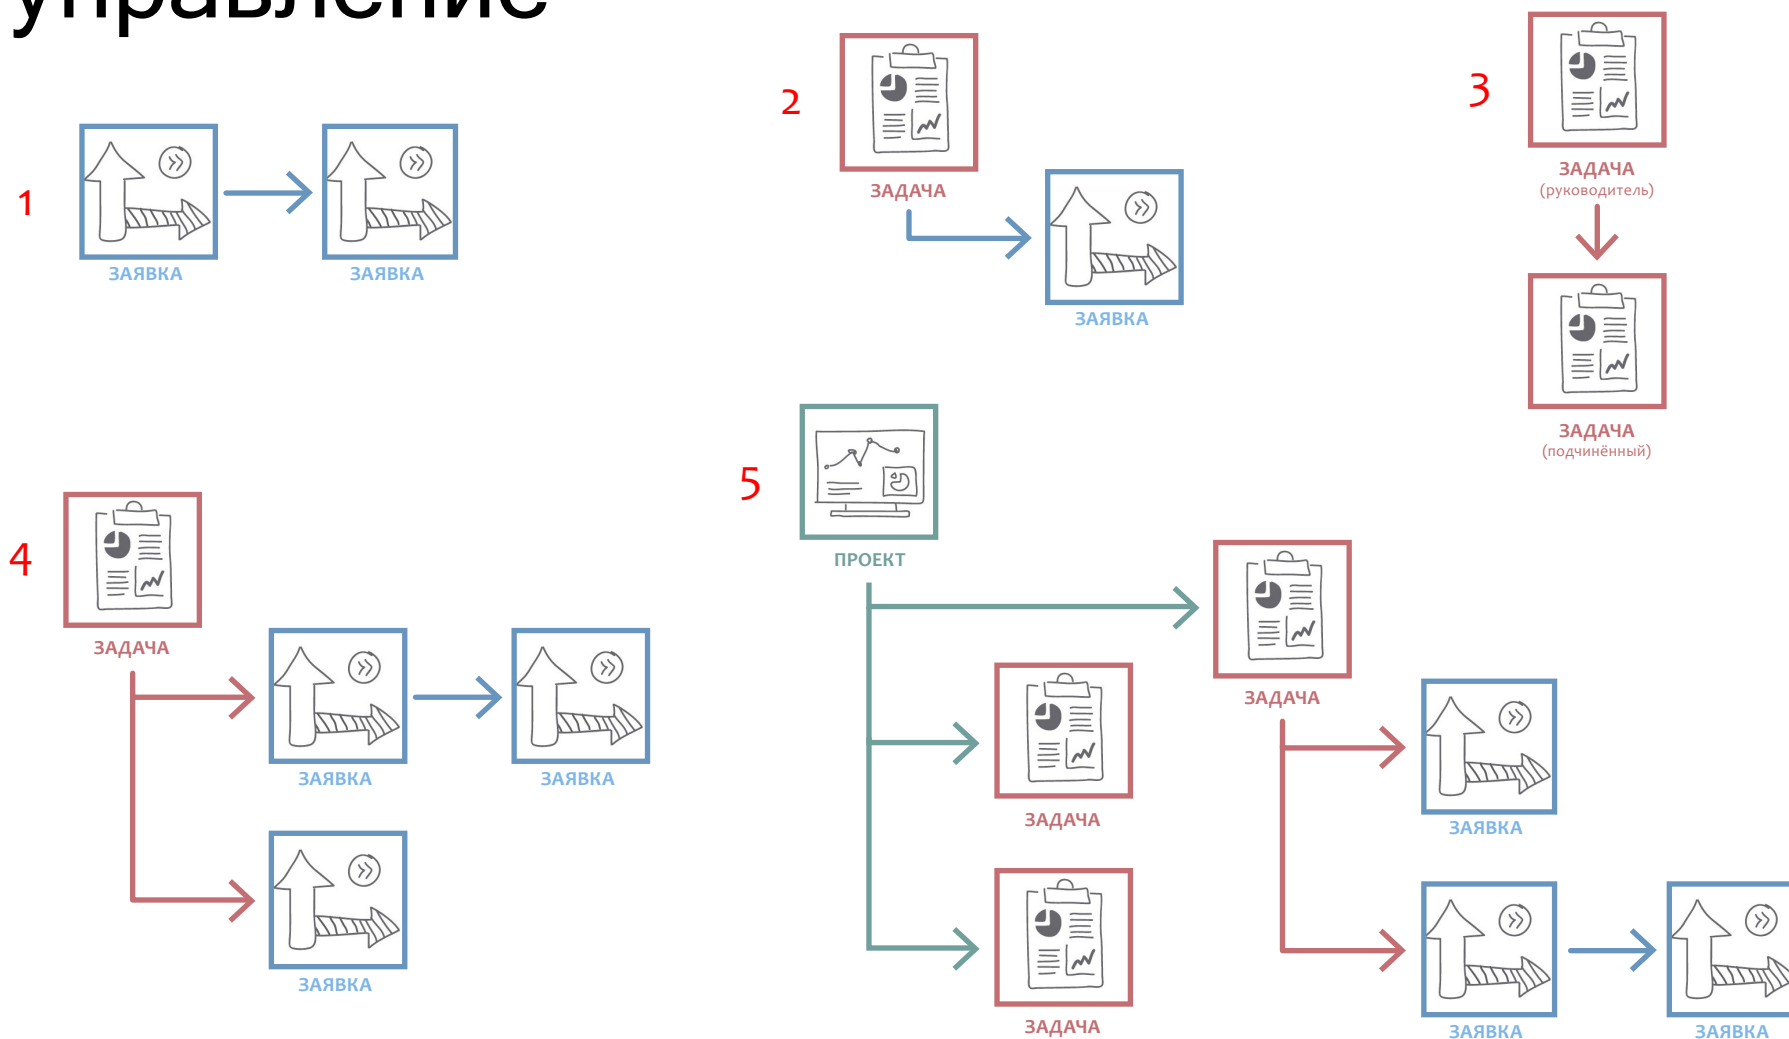 управление
1
ЗАЯВКА
ЗАЯВКА
2
ЗАДАЧА
ЗАЯВКА
3
ЗАДАЧА
(руководитель)
ЗАДАЧА
(подчинённый)
4
ЗАДАЧА
ЗАЯВКА
ЗАЯВКА
ЗАЯВКА
5
ПРОЕКТ
ЗАДАЧА
ЗАДАЧА
ЗАДАЧА
ЗАЯВКА
ЗАЯВКА
ЗАЯВКА